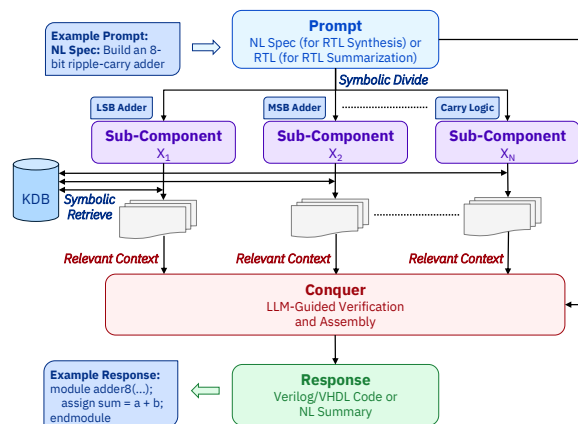 Example Prompt:
NL Spec: Build an 8-
bit ripple-carry adder
Prompt
NL Spec (for RTL Synthesis) or
RTL (for RTL Summarization)
Symbolic Divide
LSB Adder
MSB Adder
Carry Logic
Sub-Component
X1
Sub-Component
X2
Sub-Component
XN
KDB
Symbolic
Retrieve
Relevant Context
Relevant Context
Relevant Context
Conquer
LLM-Guided Verification
and Assembly
Example Response:
module adder8(...);
assign sum = a + b;
endmodule
Response
Verilog/VHDL Code or
NL Summary